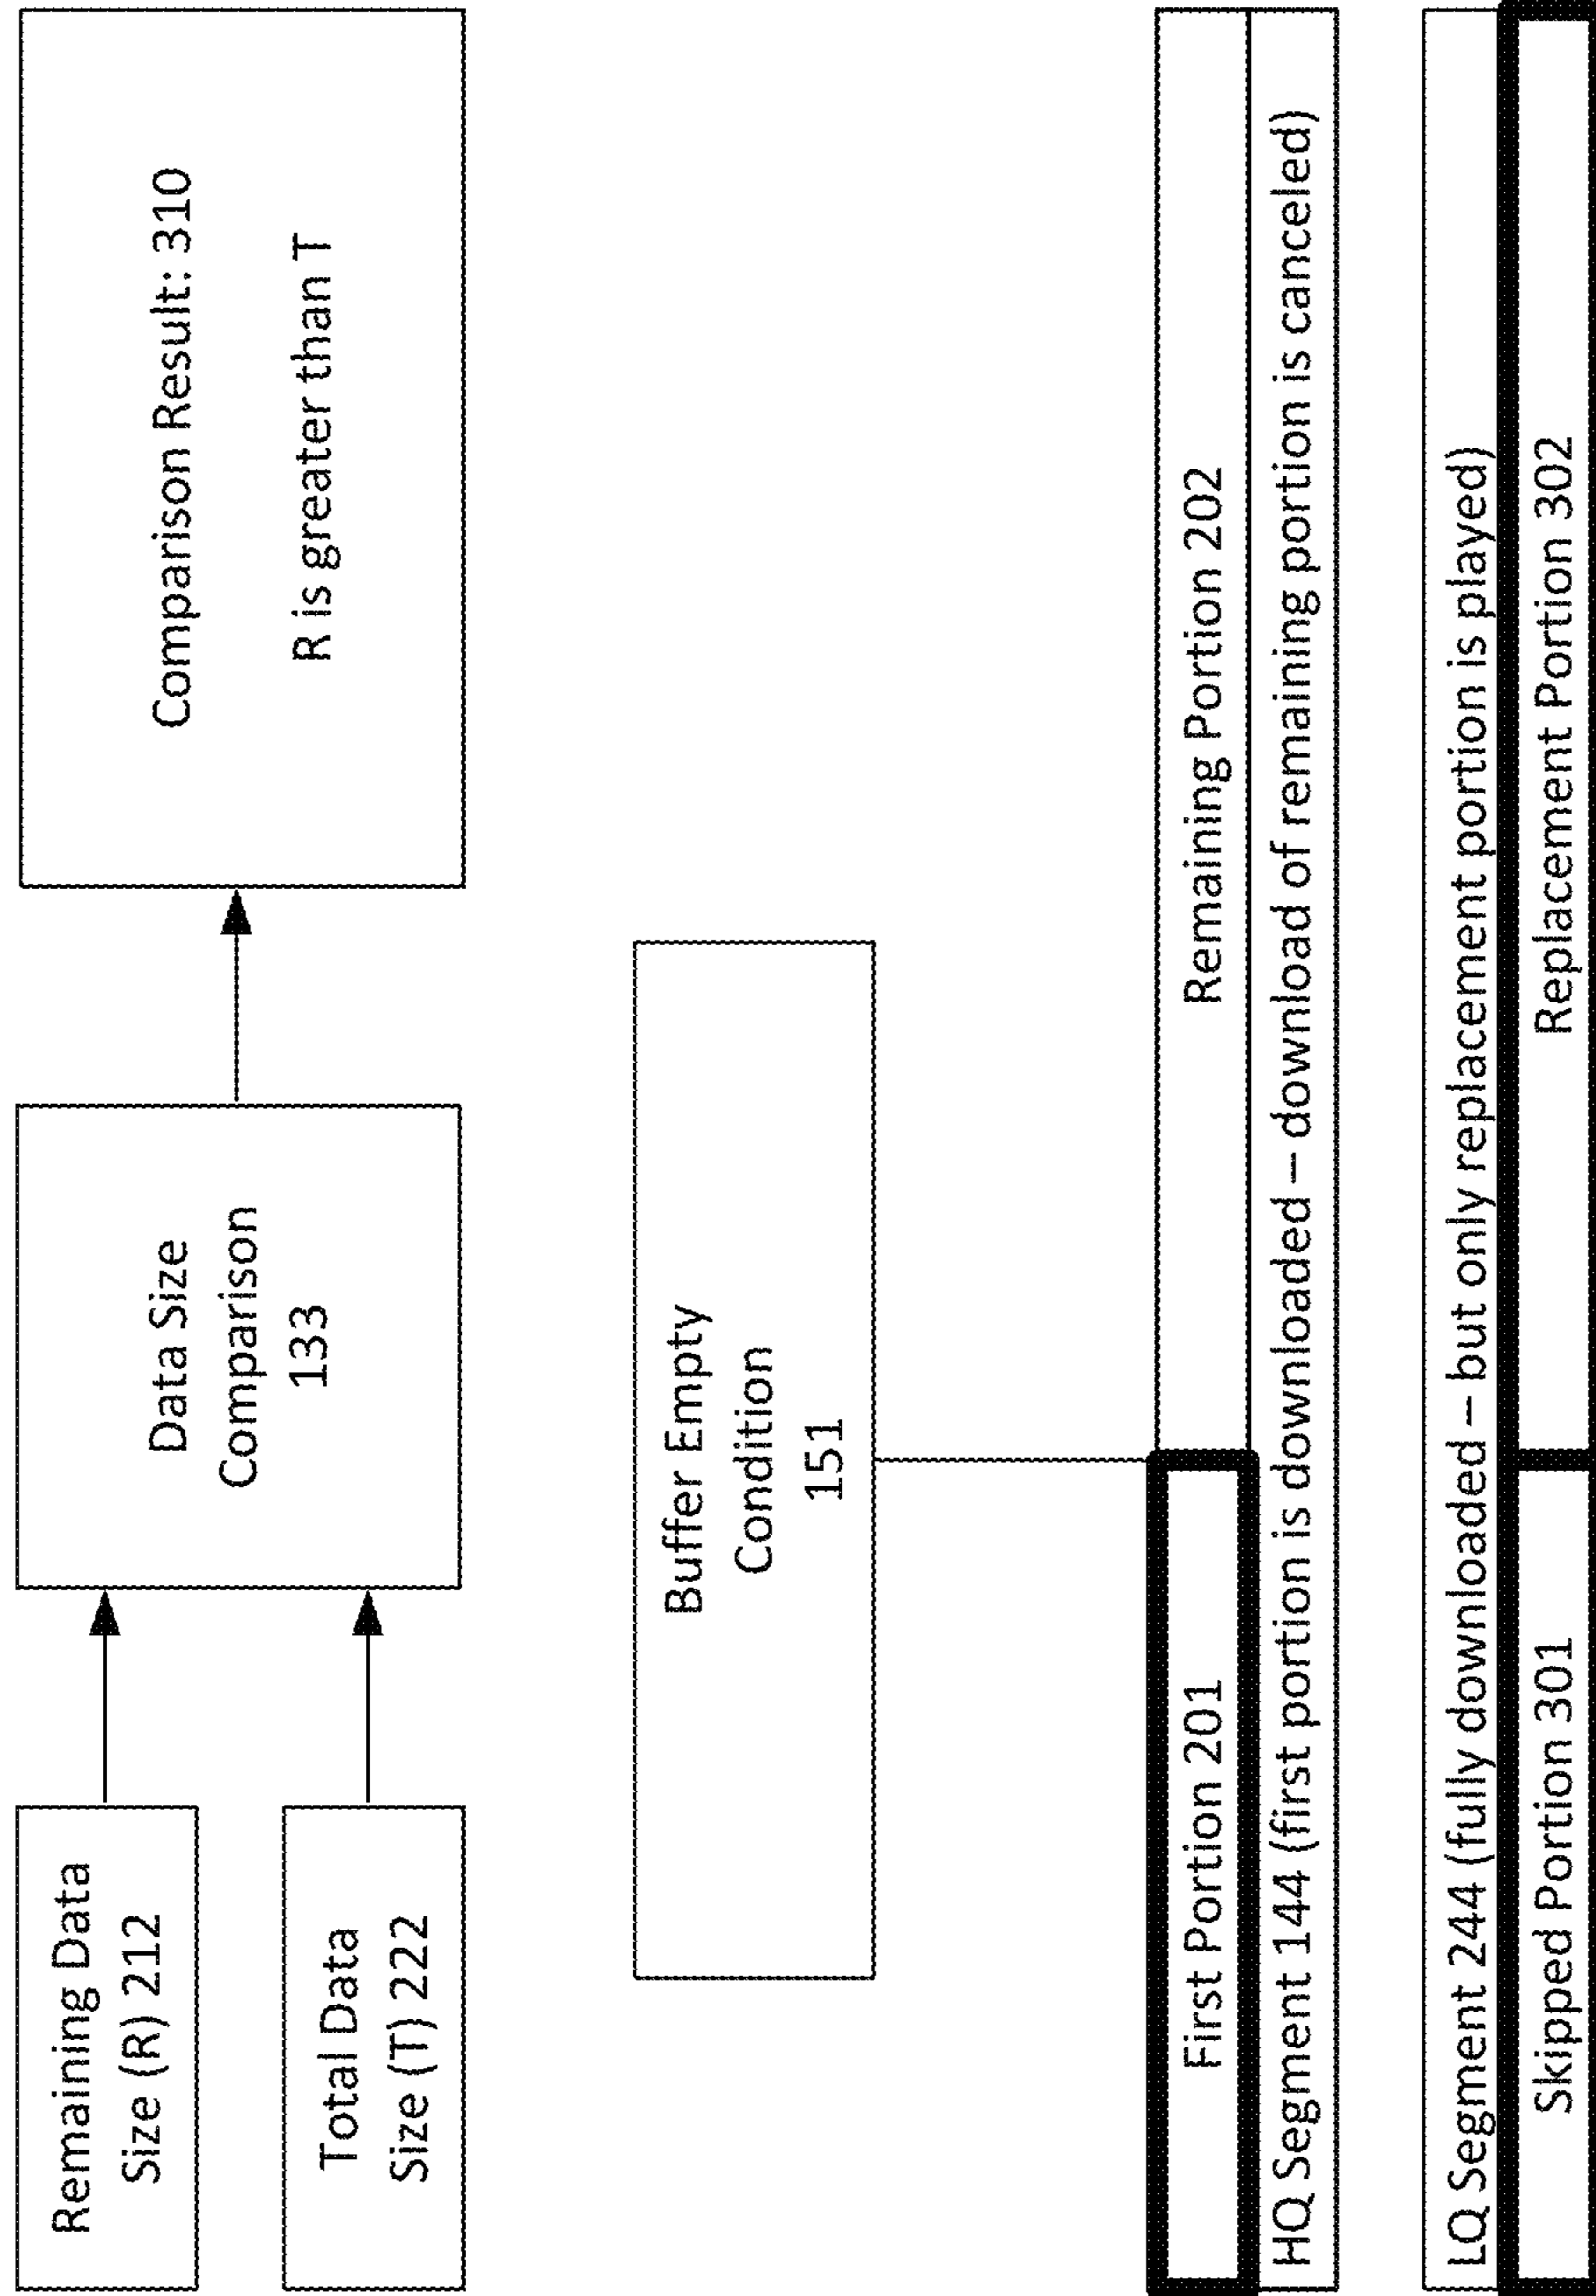 Remaining Data
Size (R) 212
Total Data
Size (T) 222
Data Size
Comparison
133
Comparison Result: 310
R is greater than T
Buffer Empty
Condition
151
First Portion 201
Remaining Portion 202
HQ Segment 144 (first portion is downloaded – download of remaining portion is canceled)
LQ Segment 244 (fully downloaded – but only replacement portion is played)
Skipped Portion 301
Replacement Portion 302